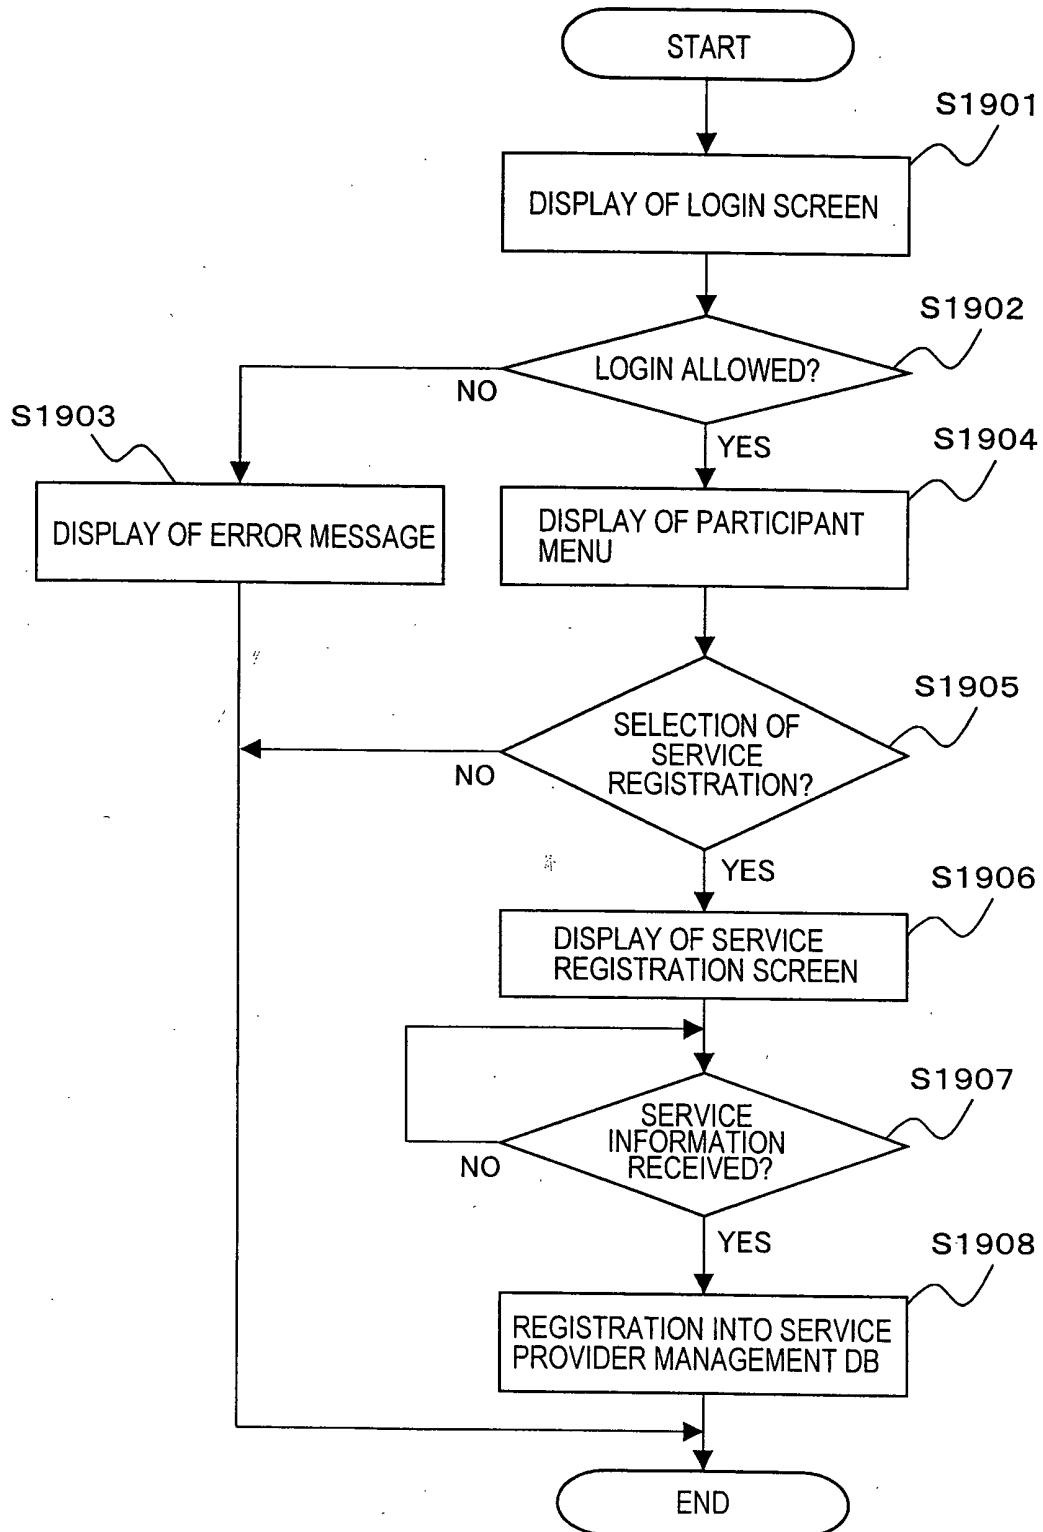 START
S1901
DISPLAY OF LOGIN SCREEN
S1902
LOGIN ALLOWED?
NO
S1903
YES
S1904
DISPLAY OF ERROR MESSAGE
DISPLAY OF PARTICIPANT
MENU
S1905
SELECTION OF
SERVICE
REGISTRATION?
NO
YES
S1906
DISPLAY OF SERVICE
REGISTRATION SCREEN
S1907
SERVICE
INFORMATION
RECEIVED?
NO
YES
S1908
REGISTRATION INTO SERVICE
PROVIDER MANAGEMENT DB
END